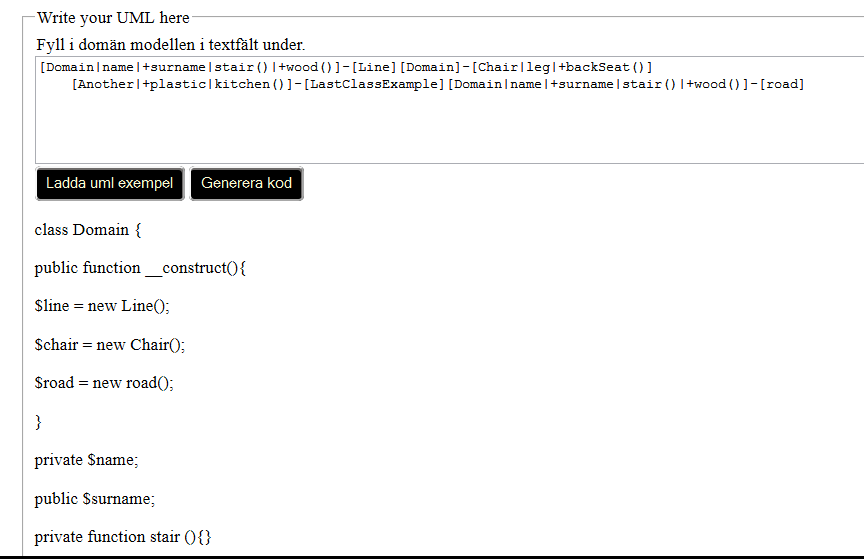 Write your UML here
Fyll i domän modellen i textfält under.
[Domain|name|+surname|stair()|+wood()]-[Line][Domain]-[Chair|leg|+backSeat()]
[Another|+plastic|kitchen()]-[LastClassExample][Domain|name|+surname|stair()|+wood()]-[road]
Ladda uml exempel Generera kod
class Domain {
public function __construct(){
$line = new Line();
$chair = new Chair();
$road = new road();
}
private $name;
public $surname;
private function stair (){}